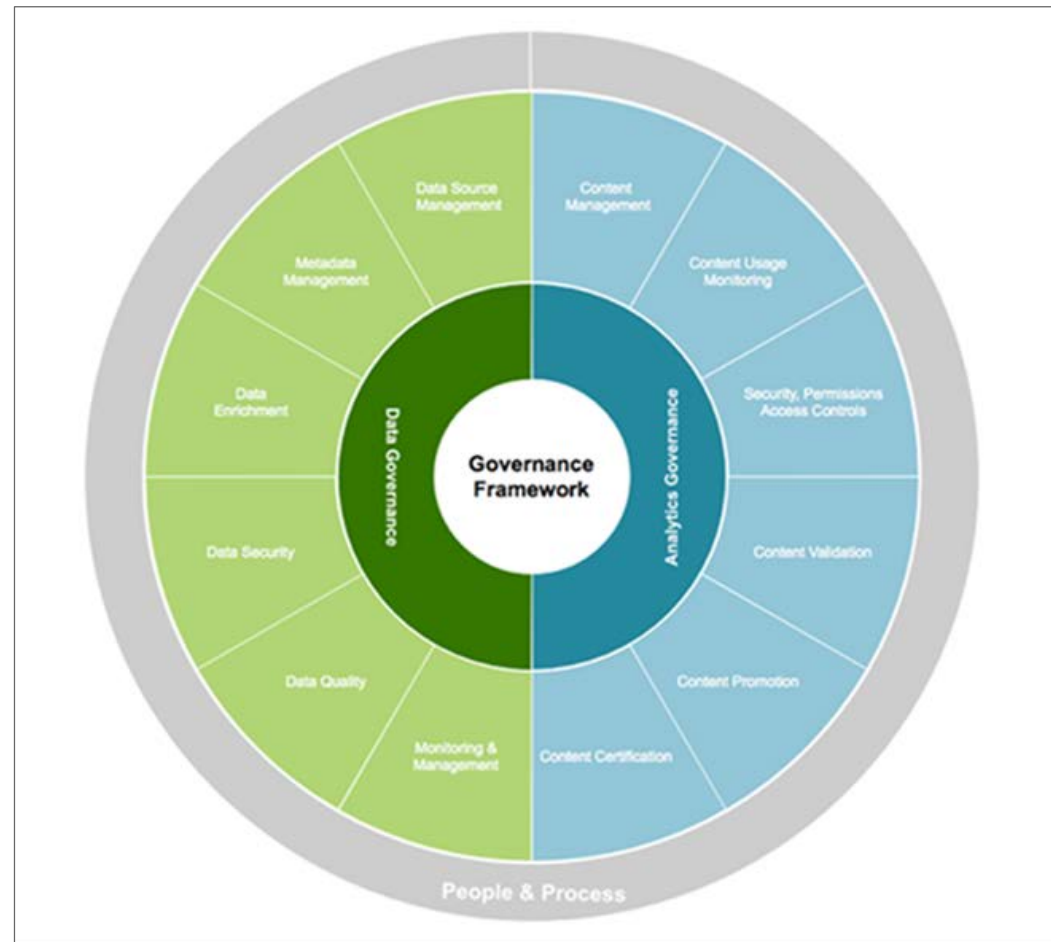 Data Source
Management
Content
Management
Metadata
Management
Content Usage
Monitoring
Data
Enrichment
Security, Permissions
Access Controls
Data Governance
Governance
Framework
Analytics Governance
Data Security
Content Validation
Data Quality
Content Promotion
Monitoring &
Management
Content Certification
People & Process